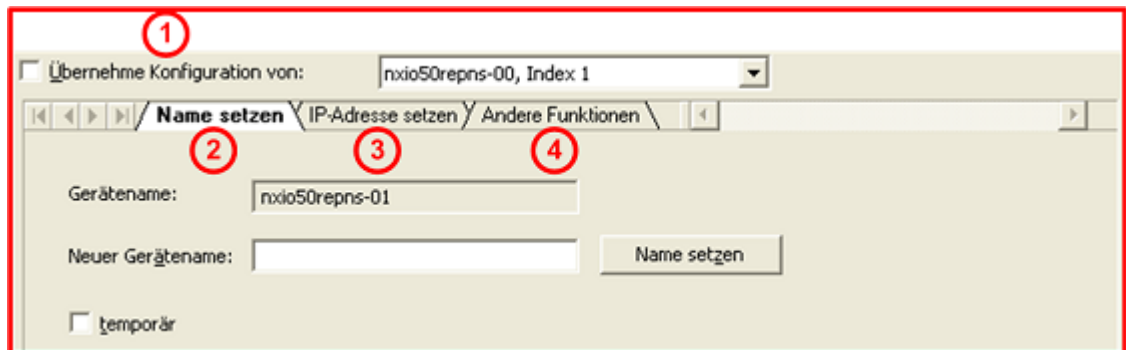 1
Übernehme Konfiguration von: nxio50repns-00, Index 1
Name setzen IP-Adresse setzen Andere Funktionen
2 3 4
Gerätename: nxio50repns-01
Neuer Gerätename: Name setzen
temporär